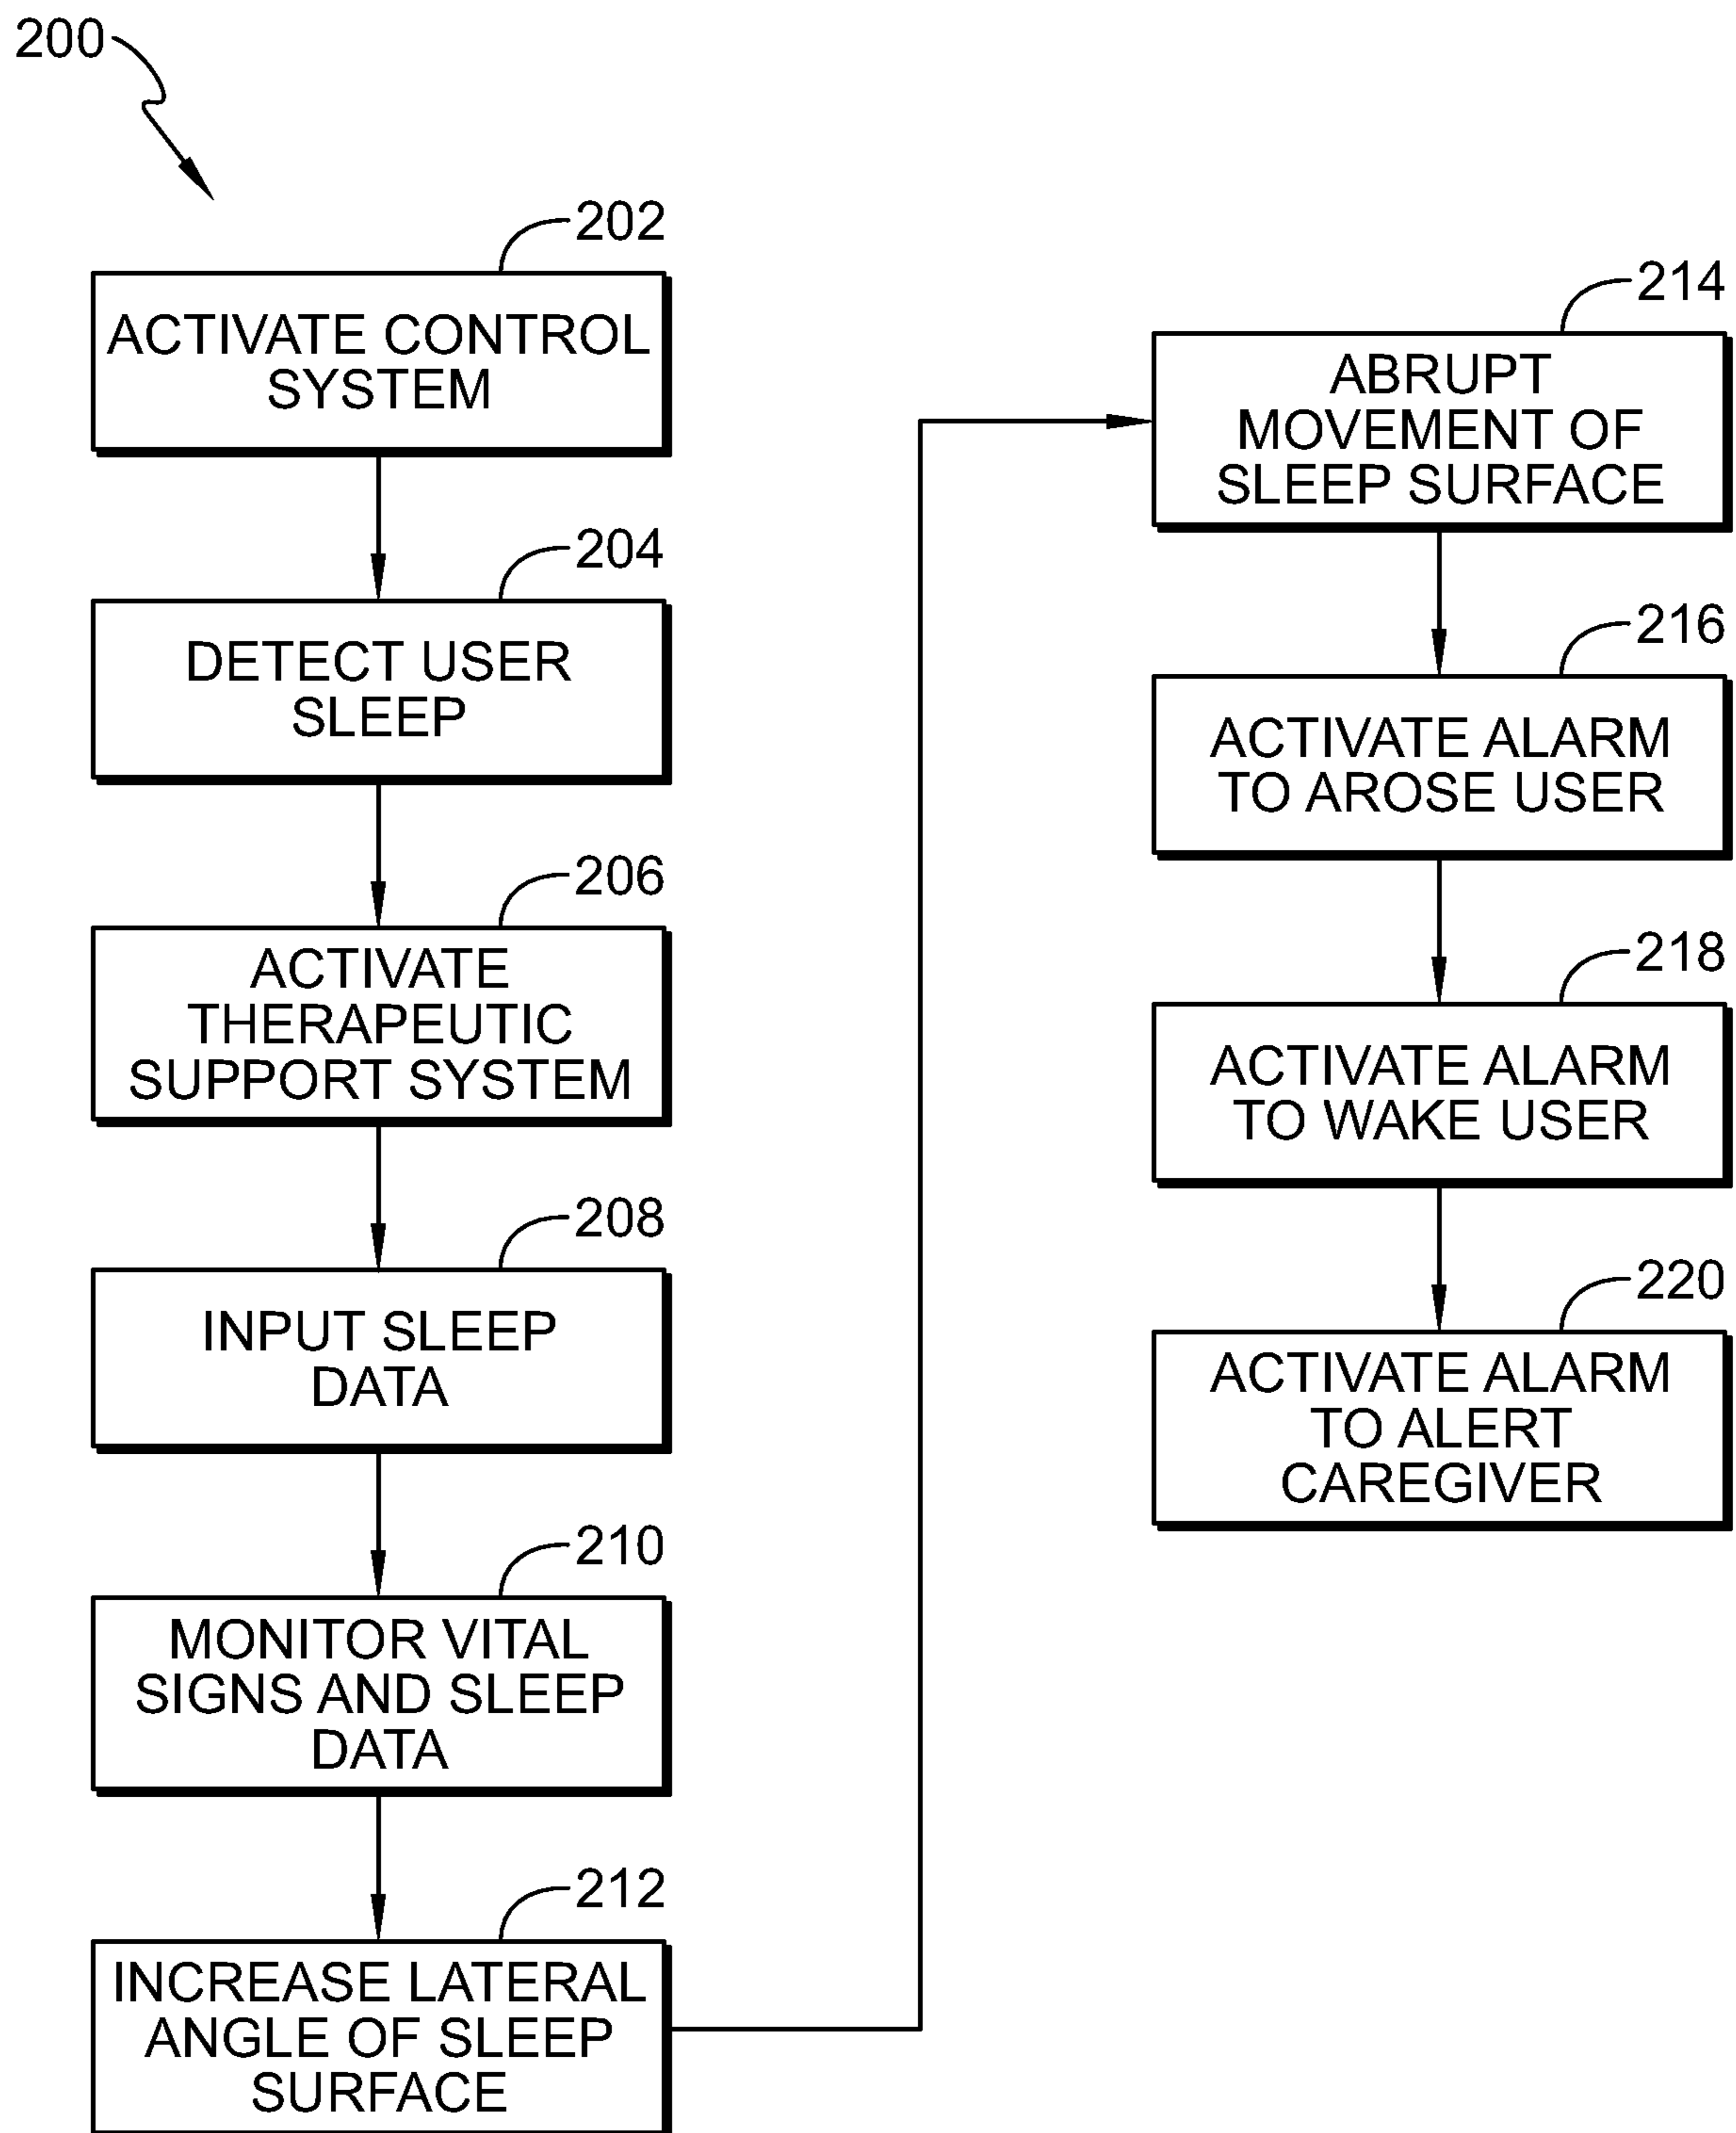 200
202
ACTIVATE CONTROL
SYSTEM
204
DETECT USER
SLEEP
206
ACTIVATE
THERAPEUTIC
SUPPORT SYSTEM
208
INPUT SLEEP
DATA
210
MONITOR VITAL
SIGNS AND SLEEP
DATA
212
INCREASE LATERAL
ANGLE OF SLEEP
SURFACE
214
ABRUPT
MOVEMENT OF
SLEEP SURFACE
216
ACTIVATE ALARM
TO AROSE USER
218
ACTIVATE ALARM
TO WAKE USER
220
ACTIVATE ALARM
TO ALERT
CAREGIVER